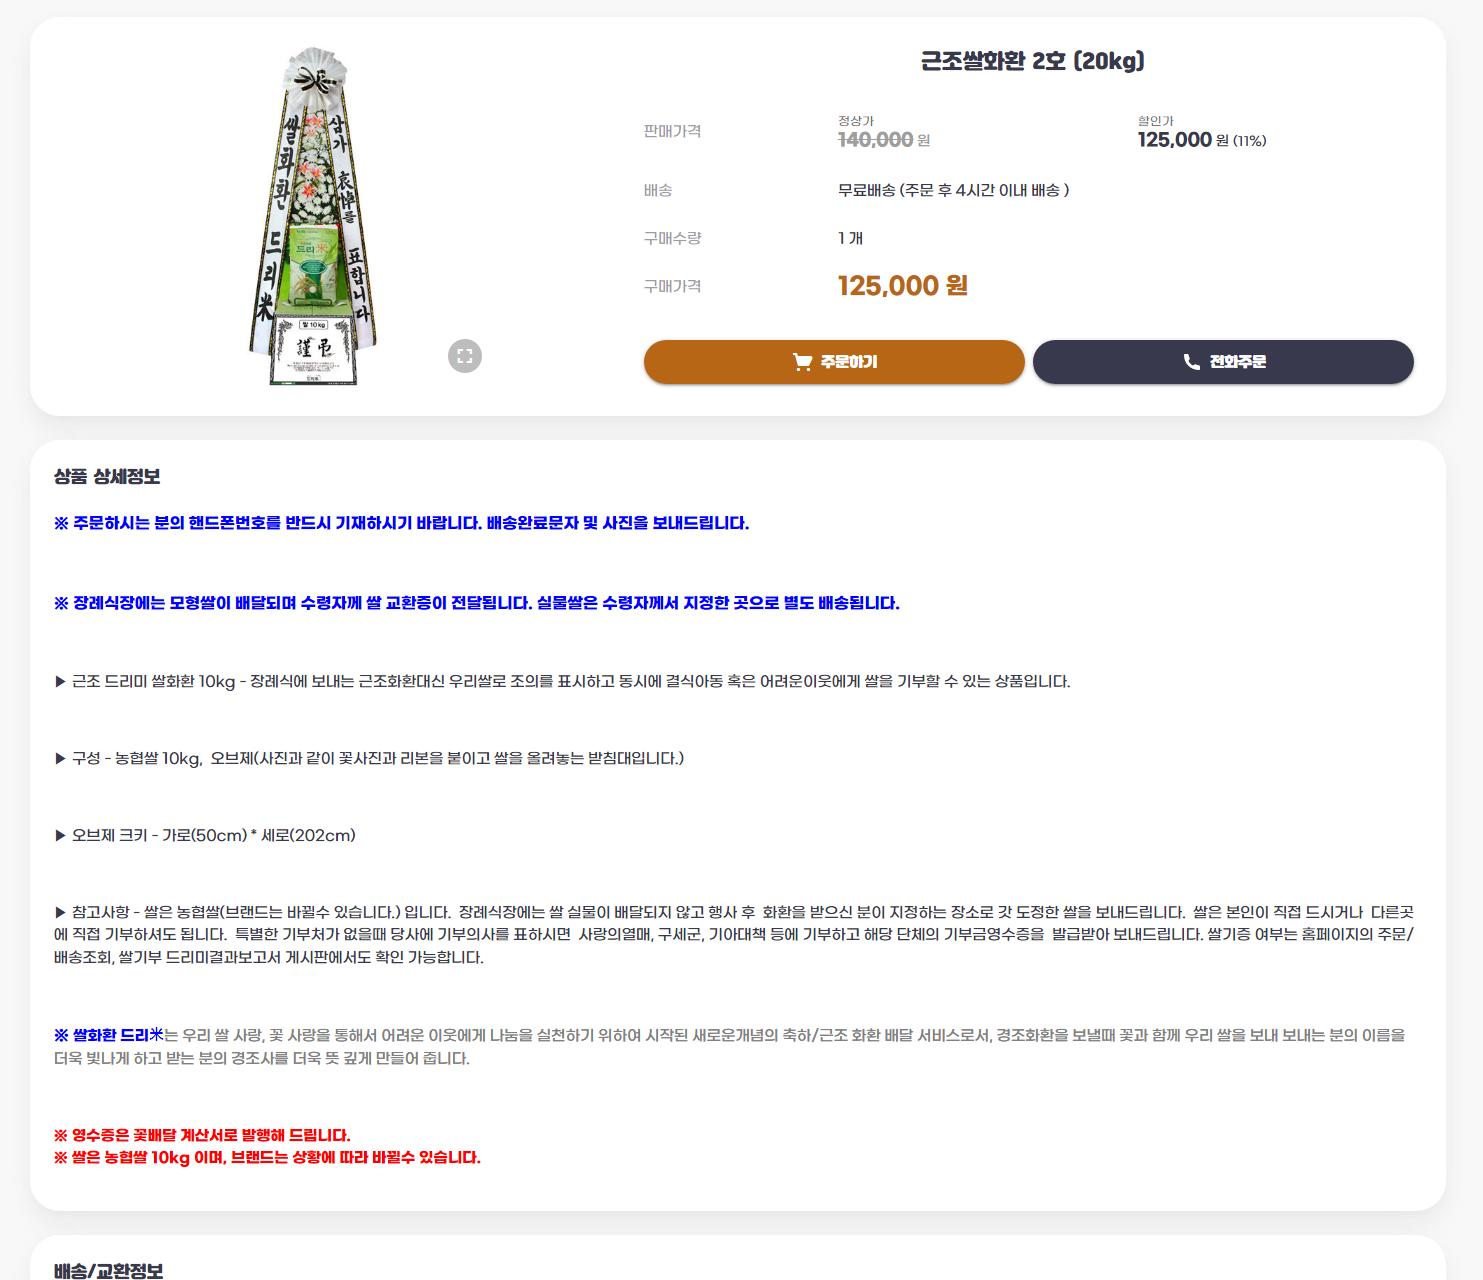 근조쌀화환 2호 (20kg)
쌀화환 드리米
삼가 哀悼를 표합니다
드리米
쌀 10kg
謹弔
판매가격
정상가
140,000 원
할인가
125,000 원 (11%)
배송
무료배송 (주문 후 4시간 이내 배송 )
구매수량
1 개
구매가격
125,000 원
주문하기
전화주문
상품 상세정보
※ 주문하시는 분의 핸드폰번호를 반드시 기재하시기 바랍니다. 배송완료문자 및 사진을 보내드립니다.
※ 장례식장에는 모형쌀이 배달되며 수령자께 쌀 교환증이 전달됩니다. 실물쌀은 수령자께서 지정한 곳으로 별도 배송됩니다.
▶ 근조 드리미 쌀화환 10kg - 장례식에 보내는 근조화환대신 우리쌀로 조의를 표시하고 동시에 결식아동 혹은 어려운이웃에게 쌀을 기부할 수 있는 상품입니다.
▶ 구성 - 농협쌀 10kg,  오브제(사진과 같이 꽃사진과 리본을 붙이고 쌀을 올려놓는 받침대입니다.)
▶ 오브제 크키 - 가로(50cm) * 세로(202cm)
▶ 참고사항 - 쌀은 농협쌀(브랜드는 바뀔수 있습니다.) 입니다.  장례식장에는 쌀 실물이 배달되지 않고 행사 후  화환을 받으신 분이 지정하는 장소로 갓 도정한 쌀을 보내드립니다.  쌀은 본인이 직접 드시거나  다른곳
에 직접 기부하셔도 됩니다.  특별한 기부처가 없을때 당사에 기부의사를 표하시면  사랑의열매, 구세군, 기아대책 등에 기부하고 해당 단체의 기부금영수증을  발급받아 보내드립니다. 쌀기증 여부는 홈페이지의 주문/
배송조회, 쌀기부 드리미결과보고서 게시판에서도 확인 가능합니다.
※ 쌀화환 드리米는 우리 쌀 사랑, 꽃 사랑을 통해서 어려운 이웃에게 나눔을 실천하기 위하여 시작된 새로운개념의 축하/근조 화환 배달 서비스로서, 경조화환을 보낼때 꽃과 함께 우리 쌀을 보내 보내는 분의 이름을
더욱 빛나게 하고 받는 분의 경조사를 더욱 뜻 깊게 만들어 줍니다.
※ 영수증은 꽃배달 계산서로 발행해 드립니다.
※ 쌀은 농협쌀 10kg 이며, 브랜드는 상황에 따라 바뀔수 있습니다.
배송/교환정보